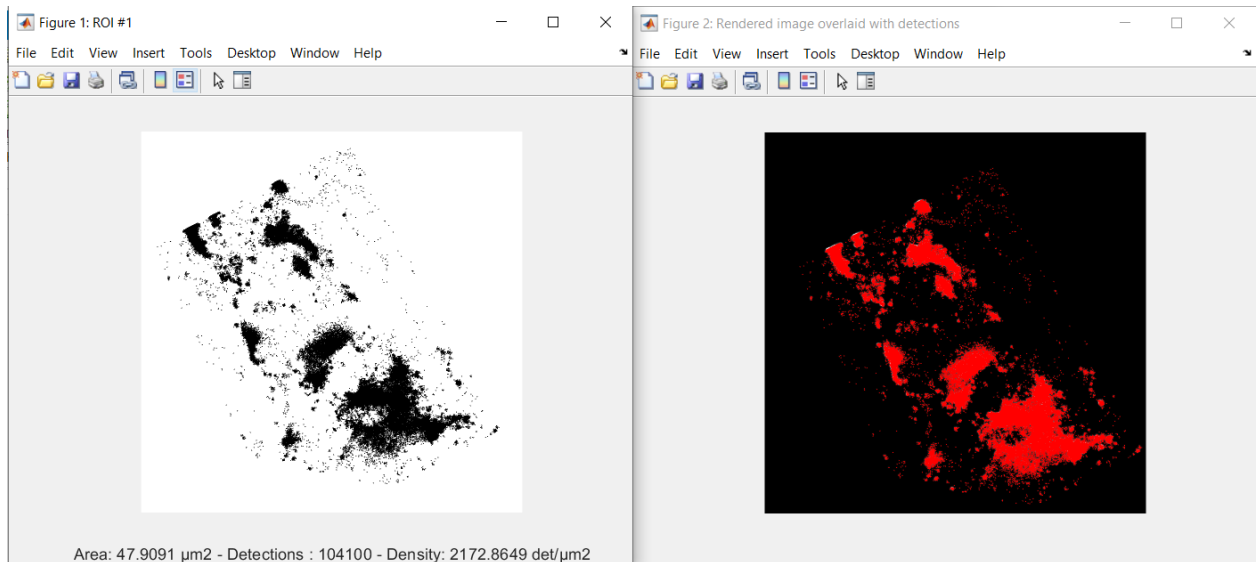 Figure 1: ROI #1
File Edit View Insert Tools Desktop Window Help
Area: 47.9091 µm2 - Detections : 104100 - Density: 2172.8649 det/µm2
Figure 2: Rendered image overlaid with detections
File Edit View Insert Tools Desktop Window Help